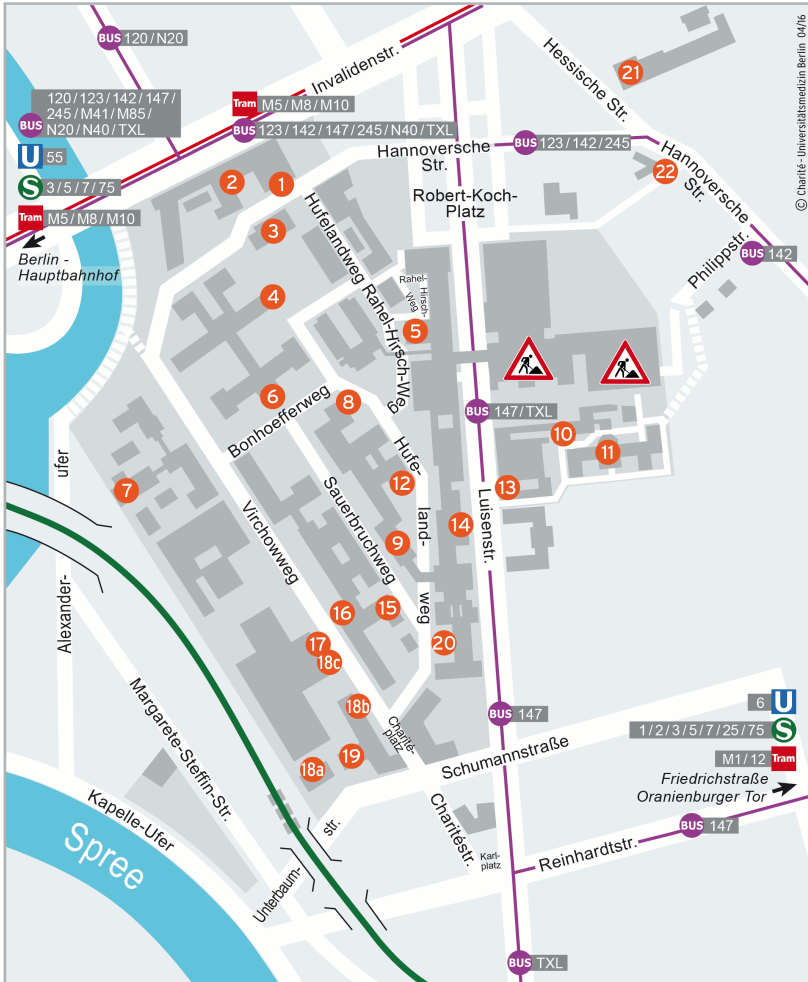 BUS 120/N20
120/123/142/147/
245/M41/M85/
N20/N40/TXL
BUS
U 55
S 3/5/7/75
Tram M5/M8/M10
Berlin -
Hauptbahnhof
Tram M5/M8/M10
BUS 123/142/147/245/N40/TXL
Invalidenstr.
Hessische Str.
21
Hannoversche
Str.
BUS 123/142/245
Hannoversche
Str.
22
Robert-Koch-
Platz
Philippstr.
BUS 142
© Charité - Universitätsmedizin Berlin 04/16
2
1
3
4
Hufelandweg
Rahel-Hirsch-Weg
Rahel-
Hirsch-
Weg
5
6
Bonhoefferweg
8
BUS 147/TXL
10
11
Hufe-
land-
weg
12
13
7
ufer
Alexander-
Virchowweg
Sauerbruchweg
9
14
Luisenstr.
16
15
17
18c
20
18b
18a
19
Charité-
platz
BUS 147
6 U
1/2/3/5/7/25/75 S
M1/12 Tram
Friedrichstraße
Oranienburger Tor
Schumannstraße
Margarete-Steffin-Str.
Kapelle-Ufer
Spree
Unterbaum-
str.
Charitéstr.
Karl-
platz
Reinhardtstr.
BUS 147
BUS TXL